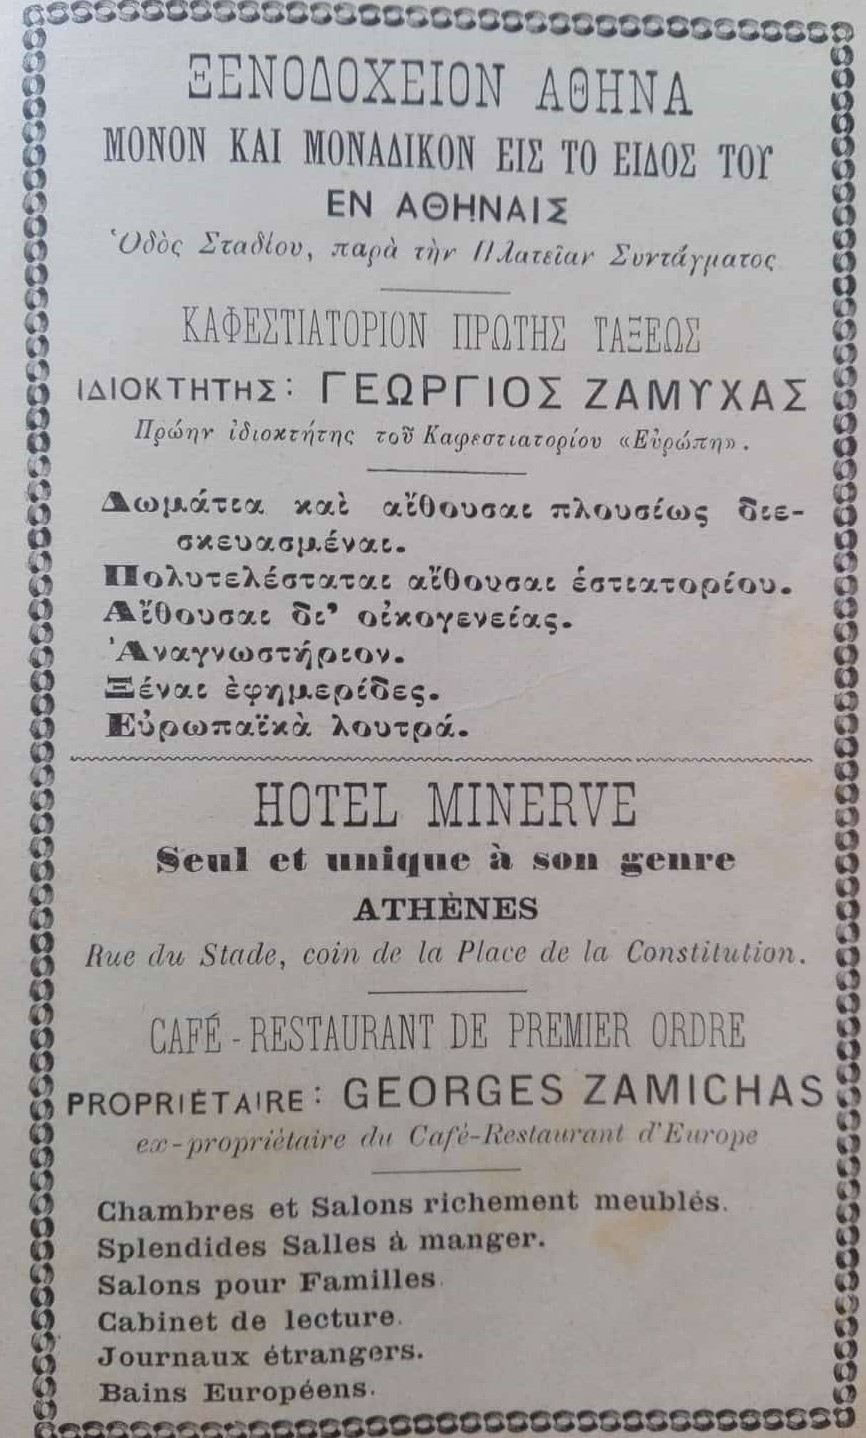 ΞΕΝΟΔΟΧΕΙΟΝ ΑΘΗΝΑ
ΜΟΝΟΝ ΚΑΙ ΜΟΝΑΔΙΚΟΝ ΕΙΣ ΤΟ ΕΙΔΟΣ ΤΟΥ
ΕΝ ΑΘΗΝΑΙΣ
Ὁδὸς Σταδίου, παρὰ τὴν Πλατεῖαν Συντάγματος
ΚΑΦΕΣΤΙΑΤΟΡΙΟΝ ΠΡΩΤΗΣ ΤΑΞΕΩΣ
ΙΔΙΟΚΤΗΤΗΣ: ΓΕΩΡΓΙΟΣ ΖΑΜΥΧΑΣ
Πρώην ἰδιοκτήτης τοῦ Καφεστιατορίου «Εὐρώπη».
Δωμάτια καὶ αἴθουσαι πλουσίως διε-
σκευασμέναι.
Πολυτελέσταται αἴθουσαι ἑστιατορίου.
Αἴθουσαι δι’ οἰκογενείας.
Ἀναγνωστήριον.
Ξέναι ἐφημερίδες.
Εὐρωπαϊκὰ λουτρά.
HOTEL MINERVE
Seul et unique à son genre
ATHÈNES
Rue du Stade, coin de la Place de la Constitution.
CAFÉ-RESTAURANT DE PREMIER ORDRE
PROPRIÉTAIRE: GEORGES ZAMICHAS
ex-propriétaire du Café-Restaurant d'Europe
Chambres et Salons richement meublés.
Splendides Salles à manger.
Salons pour Familles.
Cabinet de lecture.
Journaux étrangers.
Bains Européens.